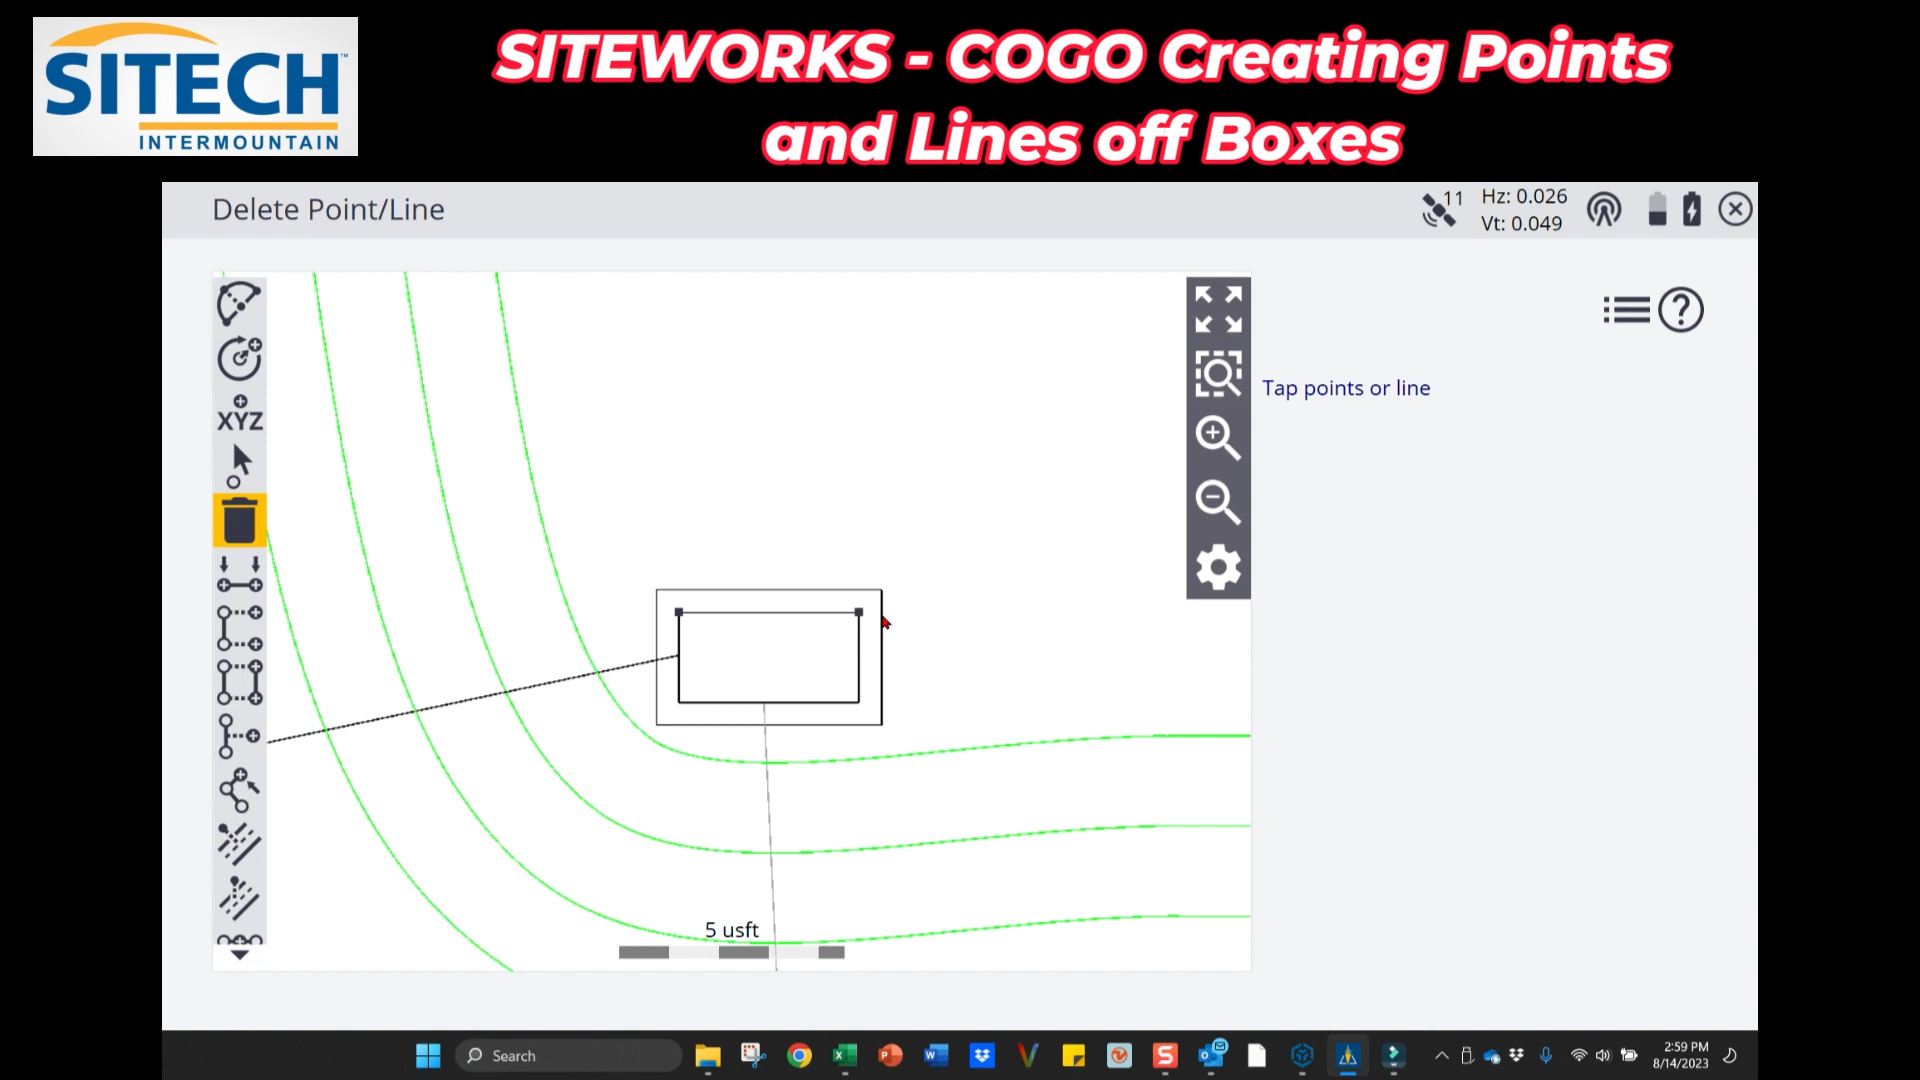 SITECH™
INTERMOUNTAIN
SITEWORKS - COGO Creating Points
and Lines off Boxes
Delete Point/Line
11
Hz: 0.026
Vt: 0.049
XYZ
Tap points or line
5 usft
Search
2:59 PM
8/14/2023